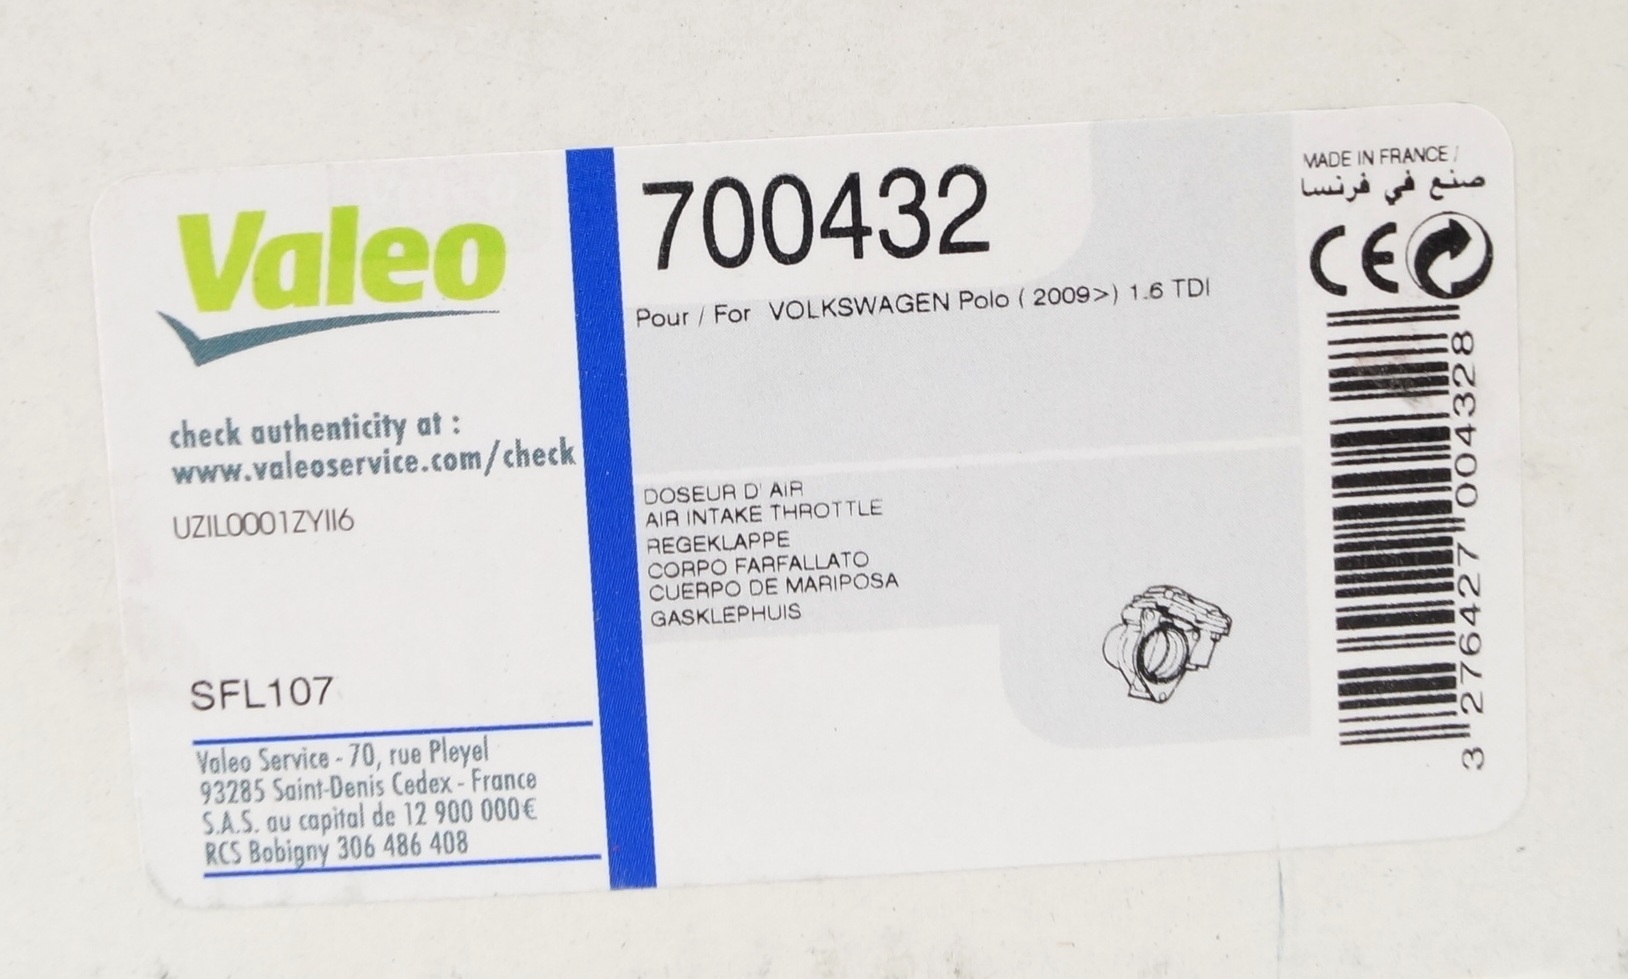 Valeo
check authenticity at :
www.valeoservice.com/check
UZIL0001ZYII6
SFL107
Valeo Service - 70, rue Pleyel
93285 Saint-Denis Cedex - France
S.A.S. au capital de 12 900 000€
RCS Bobigny 306 486 408
700432
Pour / For VOLKSWAGEN Polo ( 2009>) 1.6 TDI
DOSEUR D' AIR
AIR INTAKE THROTTLE
REGEKLAPPE
CORPO FARFALLATO
CUERPO DE MARIPOSA
GASKLEPHUIS
MADE IN FRANCE /
صنع في فرنسا
CE
3 276427 004328